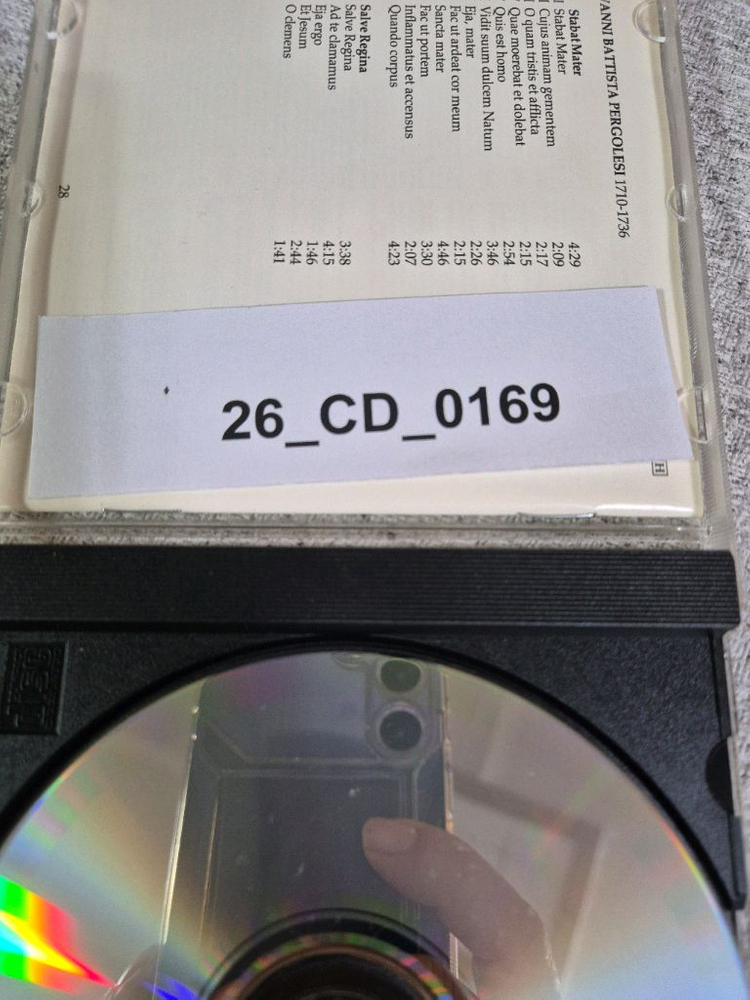 VANNI BATTISTA PERGOLESI 1710-1736
Stabat Mater
Stabat Mater 4:29
Cujus animam gementem 2:09
O quam tristis et afflicta 2:17
Quae moerebat et dolebat 2:15
Quis est homo 2:54
Vidit suum dulcem Natum 3:46
Eja, mater 2:26
Fac ut ardeat cor meum 2:15
Sancta mater 4:46
Fac ut portem 3:30
Inflammatus et accensus 2:07
Quando corpus 4:23
Salve Regina
Salve Regina 3:38
Ad te clamamus 4:15
Eja ergo 1:46
Et Jesum 2:44
O clemens 1:41
28
H
26_CD_0169